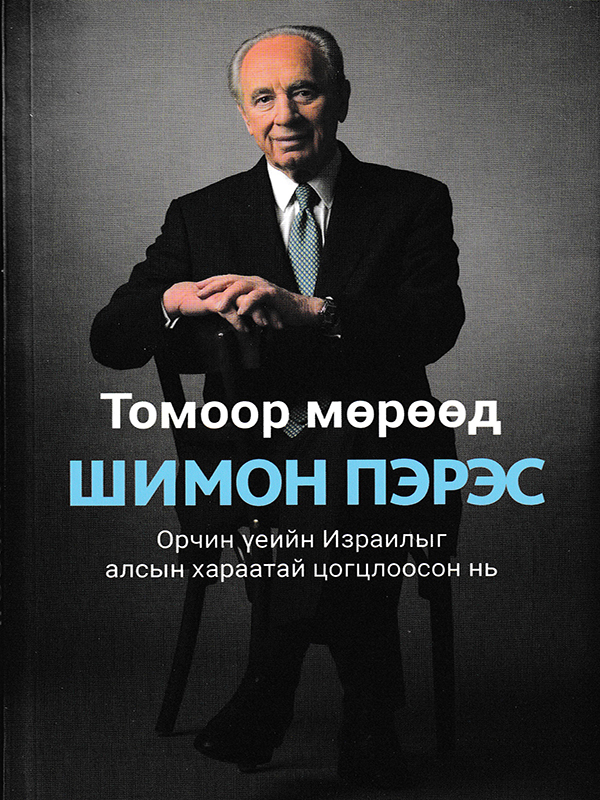 Томоор мөрөөд
ШИМОН ПЭРЭС
Орчин үеийн Израилыг
алсын хараатай цогцлоосон нь